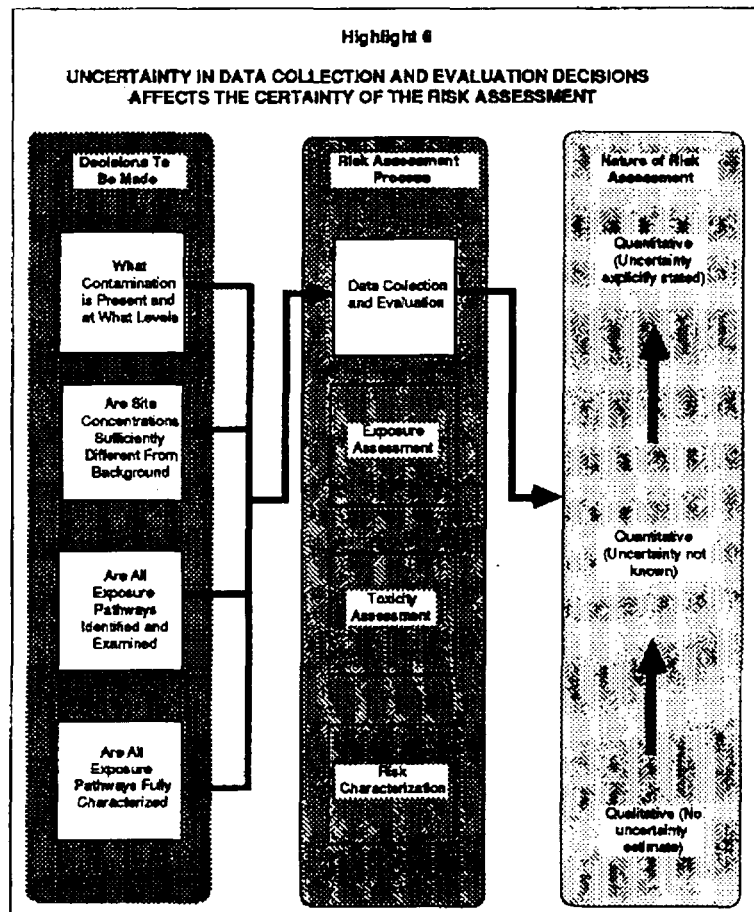 Highlight 6
UNCERTAINTY IN DATA COLLECTION AND EVALUATION DECISIONS
AFFECTS THE CERTAINTY OF THE RISK ASSESSMENT
Decisions To
Be Made
What
Contamination
is Present and
at What Levels
Are Site
Concentrations
Sufficiently
Different From
Background
Are All
Exposure
Pathways
Identified and
Examined
Are All
Exposure
Pathways Fully
Characterized
Risk Assessment
Process
Data Collection
and Evaluation
Exposure
Assessment
Toxicity
Assessment
Risk
Characterization
Nature of Risk
Assessment
Quantitative
(Uncertainty
explicitly stated)
Quantitative
(Uncertainty not
known)
Qualitative (No
uncertainty
estimate)